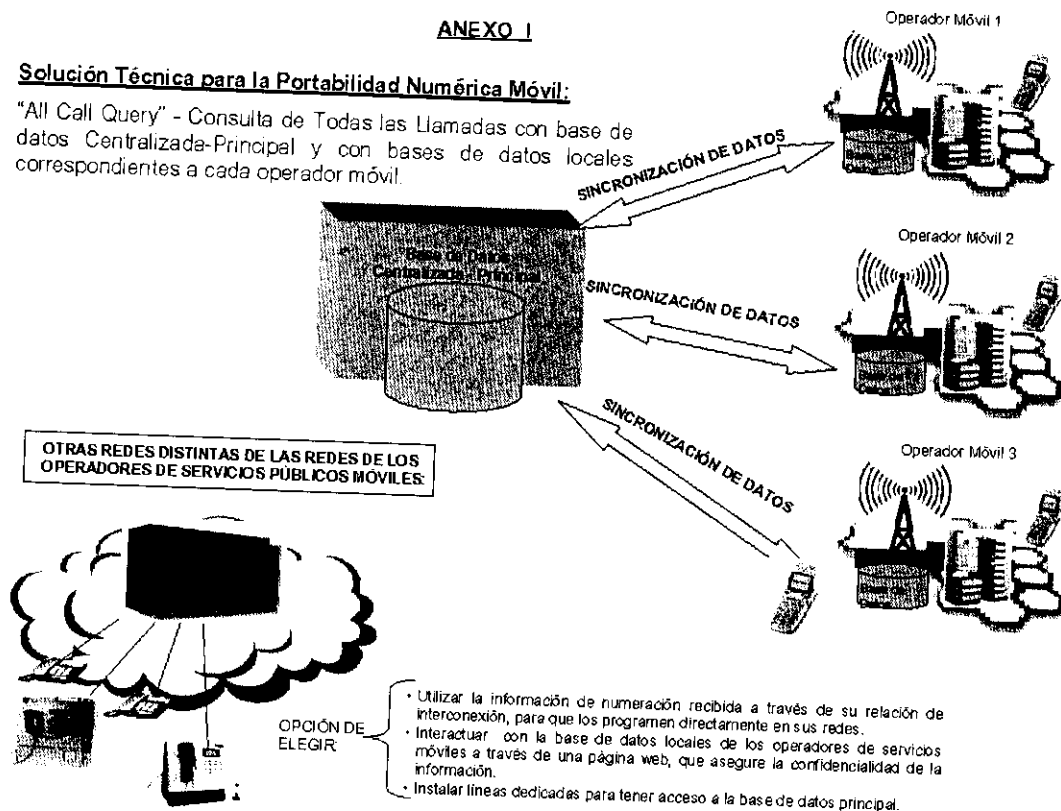 ANEXO I
Solución Técnica para la Portabilidad Numérica Móvil:
"All Call Query" - Consulta de Todas las Llamadas con base de
datos Centralizada-Principal y con bases de datos locales
correspondientes a cada operador móvil.
Operador Móvil 1
SINCRONIZACIÓN DE DATOS
Base de Datos
Centralizada - Principal
Operador Móvil 2
SINCRONIZACIÓN DE DATOS
Operador Móvil 3
SINCRONIZACIÓN DE DATOS
OTRAS REDES DISTINTAS DE LAS REDES DE LOS
OPERADORES DE SERVICIOS PÚBLICOS MÓVILES:
OPCIÓN DE
ELEGIR:
• Utilizar la información de numeración recibida a través de su relación de
interconexión, para que los programen directamente en sus redes.
• Interactuar con la base de datos locales de los operadores de servicios
móviles a través de una página web, que asegure la confidencialidad de la
información.
• Instalar líneas dedicadas para tener acceso a la base de datos principal.